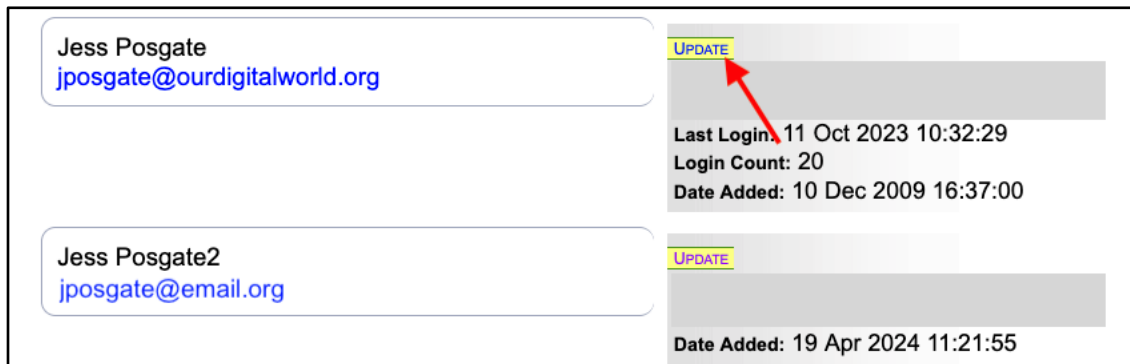 Jess Posgate
jposgate@ourdigitalworld.org
UPDATE
Last Login: 11 Oct 2023 10:32:29
Login Count: 20
Date Added: 10 Dec 2009 16:37:00
Jess Posgate2
jposgate@email.org
UPDATE
Date Added: 19 Apr 2024 11:21:55